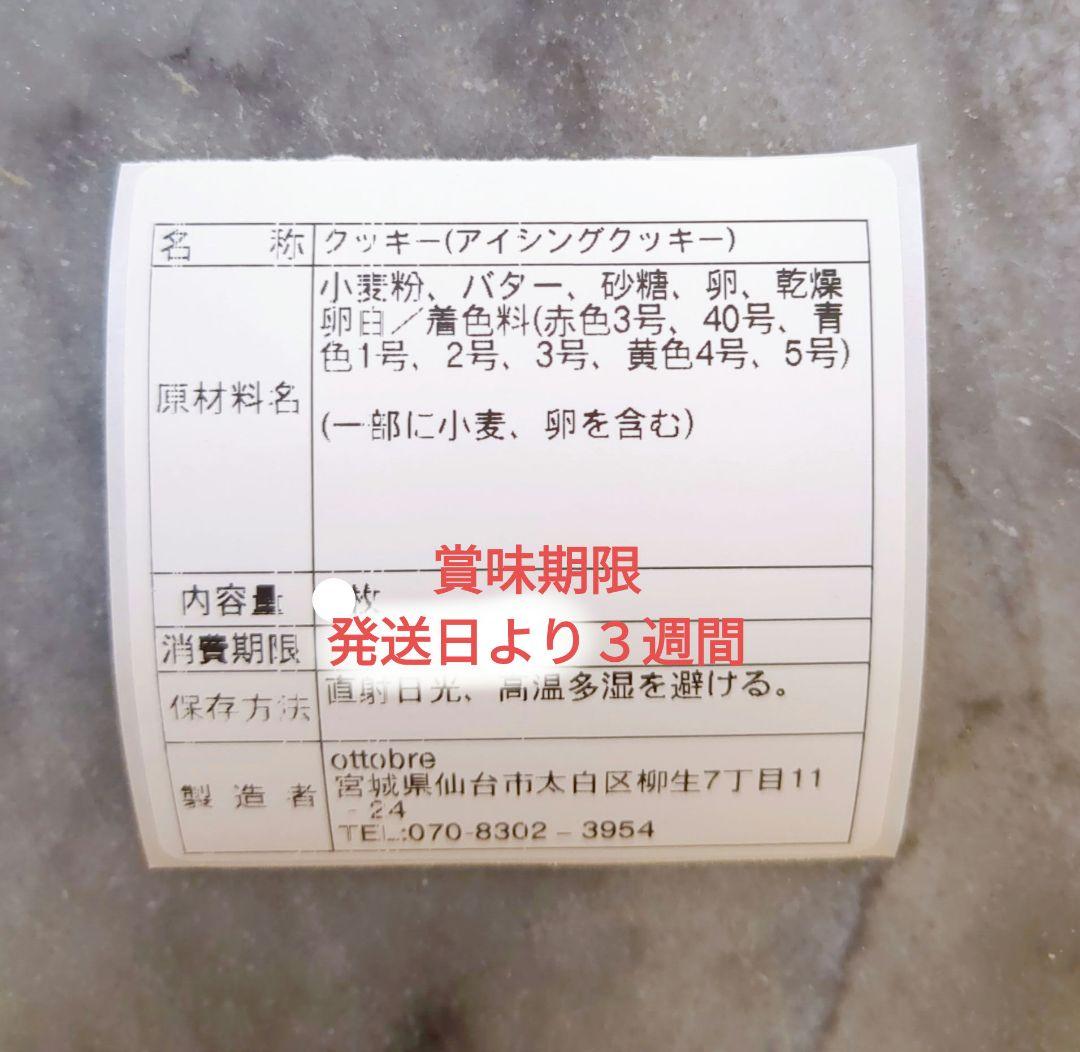 名称 クッキー(アイシングクッキー)
原材料名 小麦粉、バター、砂糖、卵、乾燥
卵白／着色料(赤色3号、40号、青
色1号、2号、3号、黄色4号、5号)
(一部に小麦、卵を含む)
賞味期限
内容量 枚
消費期限 発送日より３週間
保存方法 直射日光、高温多湿を避ける。
製造者 ottobre
宮城県仙台市太白区柳生7丁目11
-24
TEL:070-8302-3954